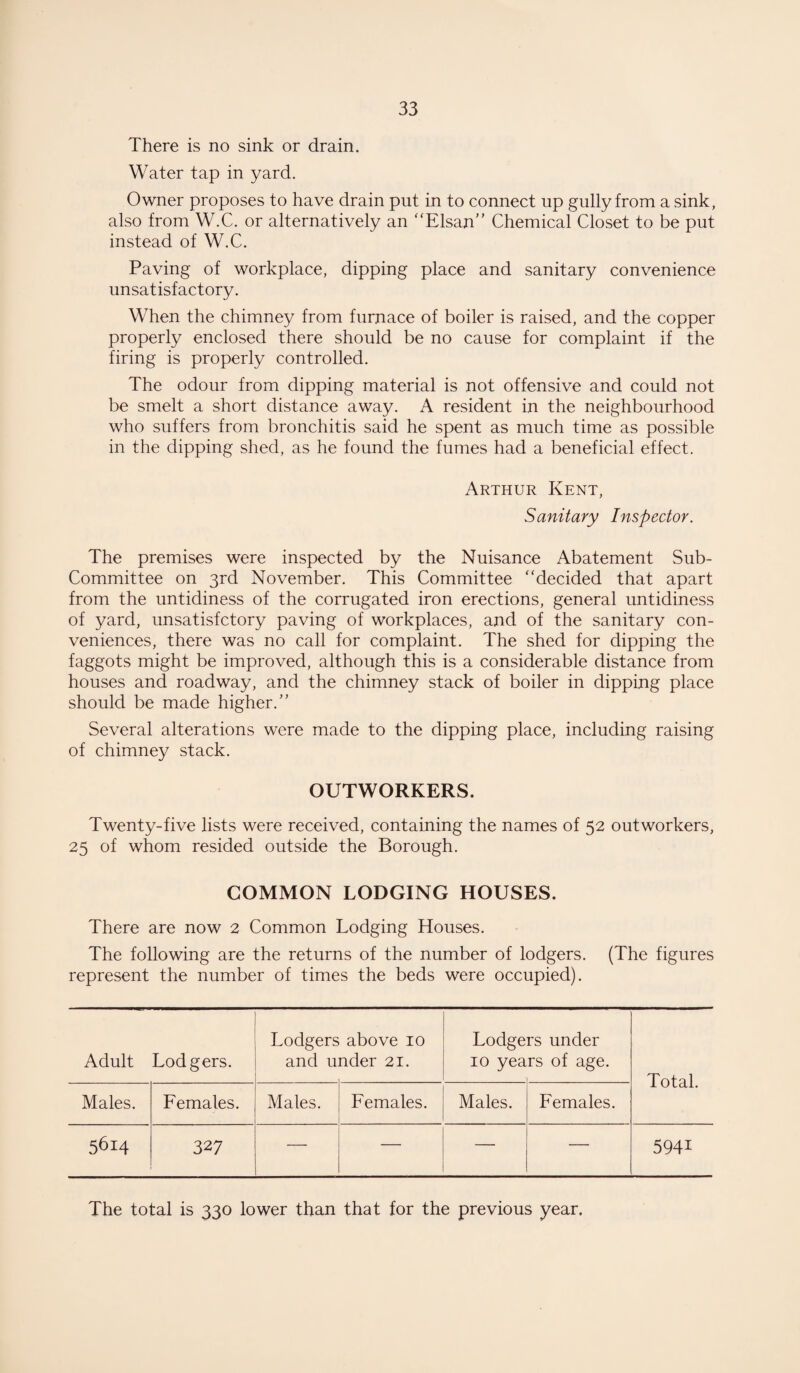 33
There is no sink or drain.
Water tap in yard.
Owner proposes to have drain put in to connect up gully from a sink,
also from W.C. or alternatively an “Elsan” Chemical Closet to be put
instead of W.C.
Paving of workplace, dipping place and sanitary convenience
unsatisfactory.
When the chimney from furnace of boiler is raised, and the copper
properly enclosed there should be no cause for complaint if the
firing is properly controlled.
The odour from dipping material is not offensive and could not
be smelt a short distance away. A resident in the neighbourhood
who suffers from bronchitis said he spent as much time as possible
in the dipping shed, as he found the fumes had a beneficial effect.
Arthur Kent,
Sanitary Inspector.
The premises were inspected by the Nuisance Abatement Sub-
Committee on 3rd November. This Committee “decided that apart
from the untidiness of the corrugated iron erections, general untidiness
of yard, unsatisfctory paving of workplaces, and of the sanitary con-
veniences, there was no call for complaint. The shed for dipping the
faggots might be improved, although this is a considerable distance from
houses and roadway, and the chimney stack of boiler in dipping place
should be made higher.”
Several alterations were made to the dipping place, including raising
of chimney stack.
OUTWORKERS.
Twenty-five lists were received, containing the names of 52 outworkers,
25 of whom resided outside the Borough.
COMMON LODGING HOUSES.
There are now 2 Common Lodging Houses.
The following are the returns of the number of lodgers. (The figures
represent the number of times the beds were occupied).
Adult Lodgers. Lodgers above 10 and under 21. Lodgers under 10 years of age. Total.
Males. Females. Males. Females. Males. Females.
5614 327 — — — — 5941
The total is 330 lower than that for the previous year.